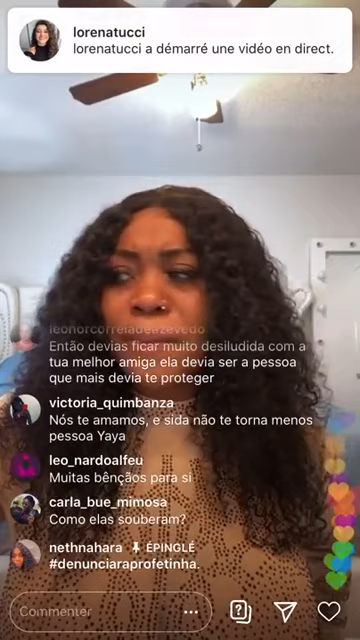 lorenatucci
lorenatucci a démarré une vidéo en direct.
leonorcorreiadeazevedo
Então devias ficar muito desiludida com a
tua melhor amiga ela devia ser a pessoa
que mais devia te proteger
victoria_quimbanza
Nós te amamos, e sida não te torna menos
pessoa Yaya
leo_nardoalfeu
Muitas bênçãos para si
carla_bue_mimosa
Como elas souberam?
nethnahara ÉPINGLÉ
#denunciaraprofetinha.
Commenter